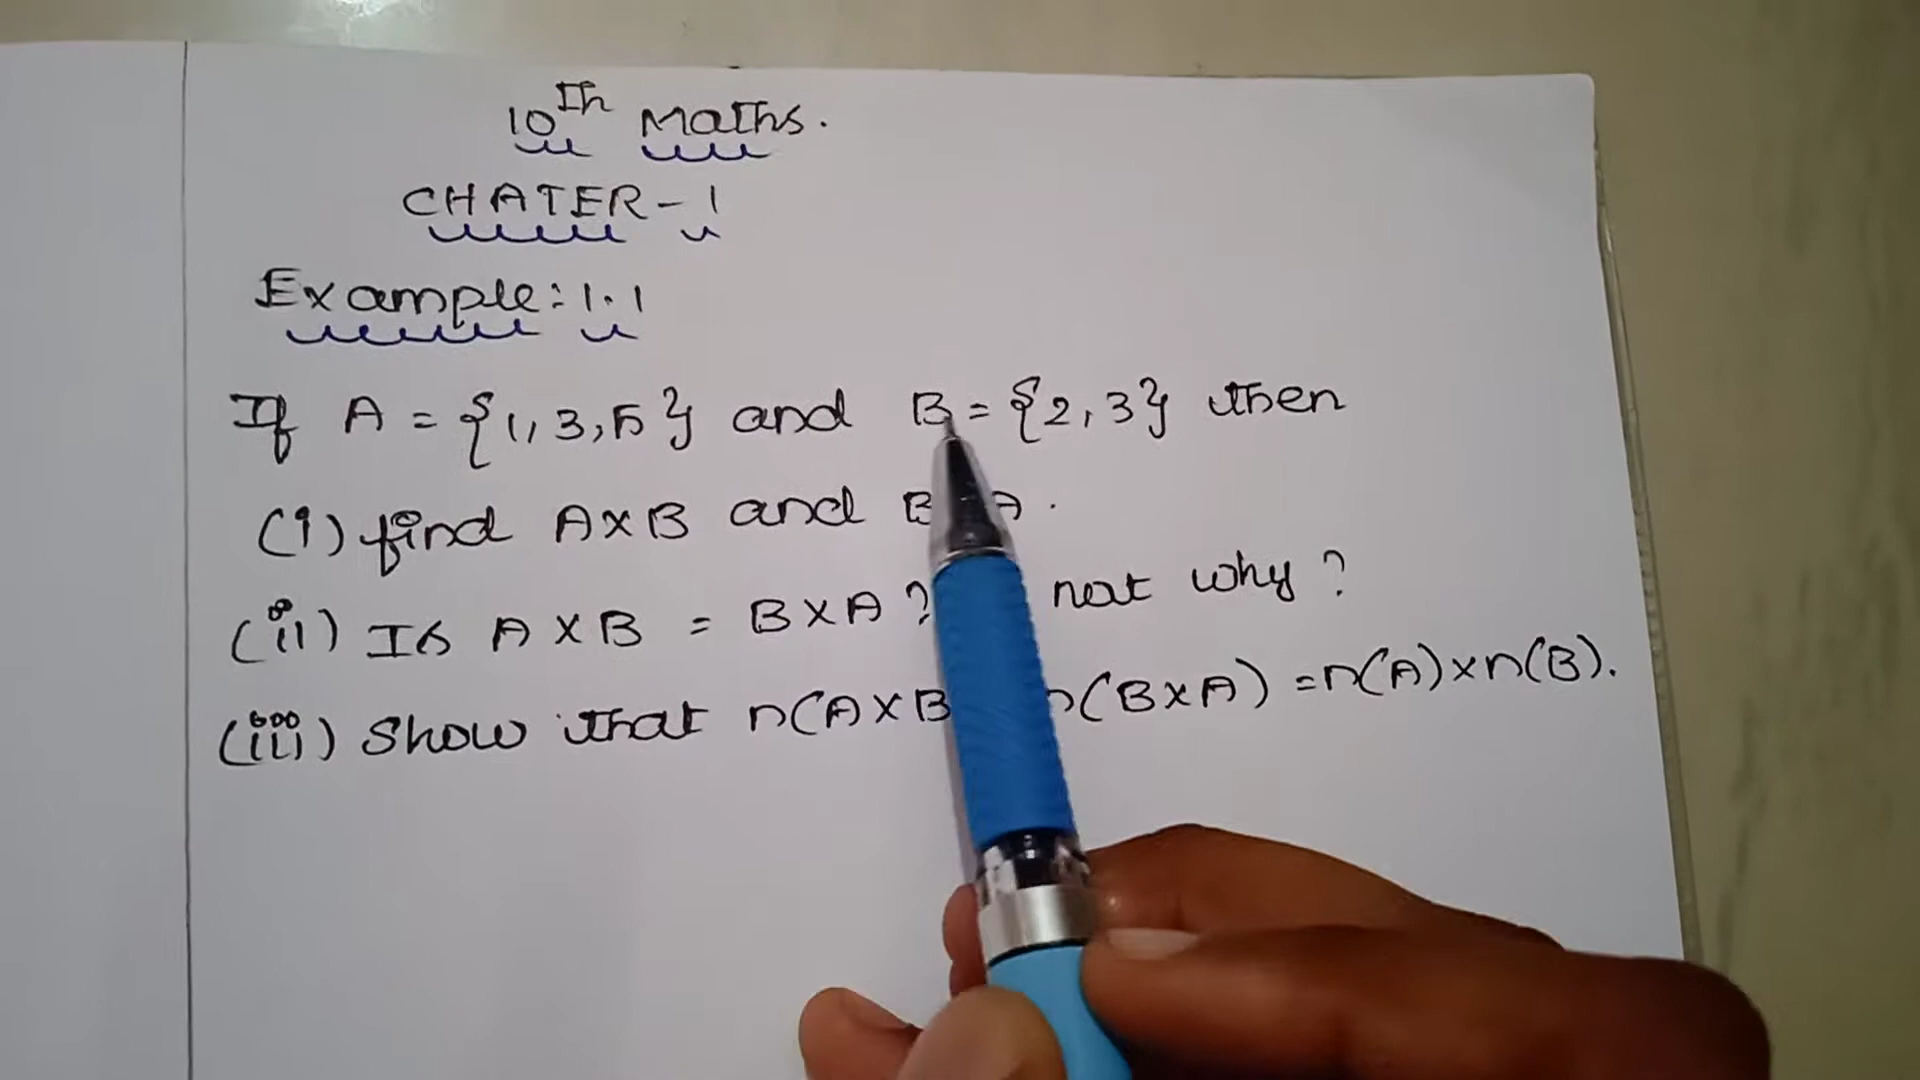 10th Maths.
CHATER-1
Example: 1.1
If A = {1, 3, 5} and B = {2, 3} then
(i) find A×B and B A.
(ii) Is A×B = B×A? not why?
(iii) Show that n(A×B n(B×A) = n(A)×n(B).